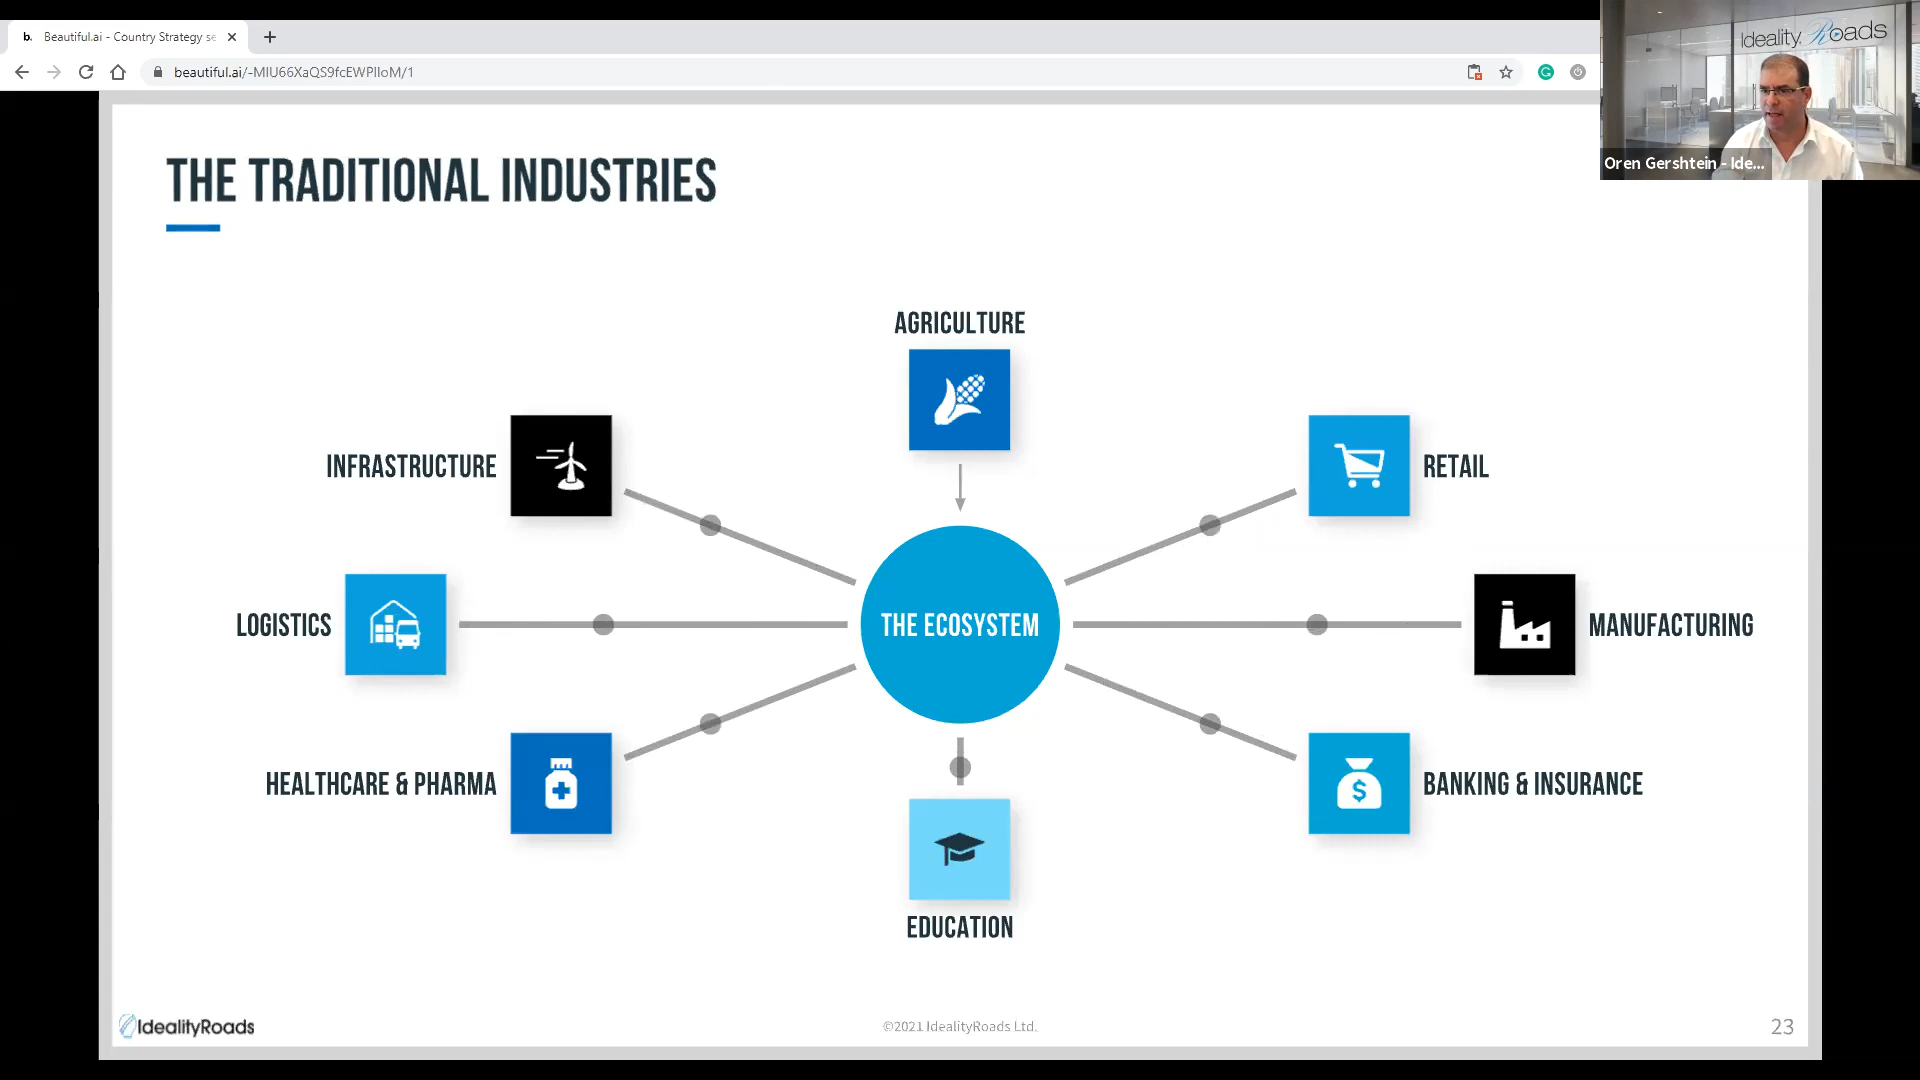 b. Beautiful.ai - Country Strategy se
beautiful.ai/-MIU66XaQS9fcEWPIloM/1
Ideality Roads
Oren Gershtein - Ide...
THE TRADITIONAL INDUSTRIES
AGRICULTURE
INFRASTRUCTURE
RETAIL
LOGISTICS
THE ECOSYSTEM
MANUFACTURING
HEALTHCARE & PHARMA
$
BANKING & INSURANCE
EDUCATION
IdealityRoads
©2021 IdealityRoads Ltd.
23